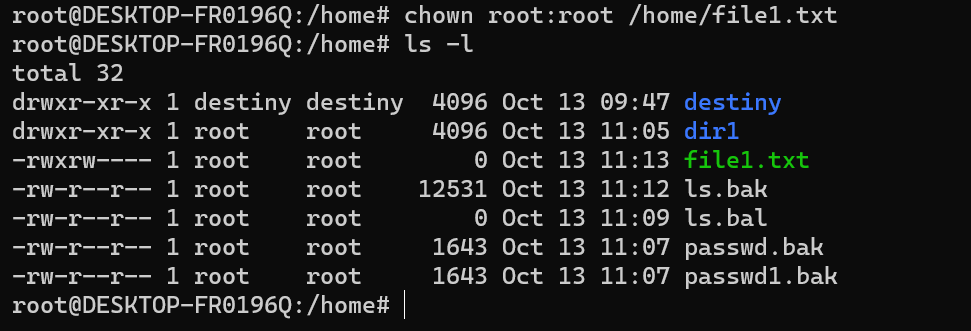 root@DESKTOP-FR0196Q:/home# chown root:root /home/file1.txt
root@DESKTOP-FR0196Q:/home# ls -l
total 32
drwxr-xr-x 1 destiny destiny  4096 Oct 13 09:47 destiny
drwxr-xr-x 1 root    root     4096 Oct 13 11:05 dir1
-rwxrw---- 1 root    root        0 Oct 13 11:13 file1.txt
-rw-r--r-- 1 root    root    12531 Oct 13 11:12 ls.bak
-rw-r--r-- 1 root    root        0 Oct 13 11:09 ls.bal
-rw-r--r-- 1 root    root     1643 Oct 13 11:07 passwd.bak
-rw-r--r-- 1 root    root     1643 Oct 13 11:07 passwd1.bak
root@DESKTOP-FR0196Q:/home#